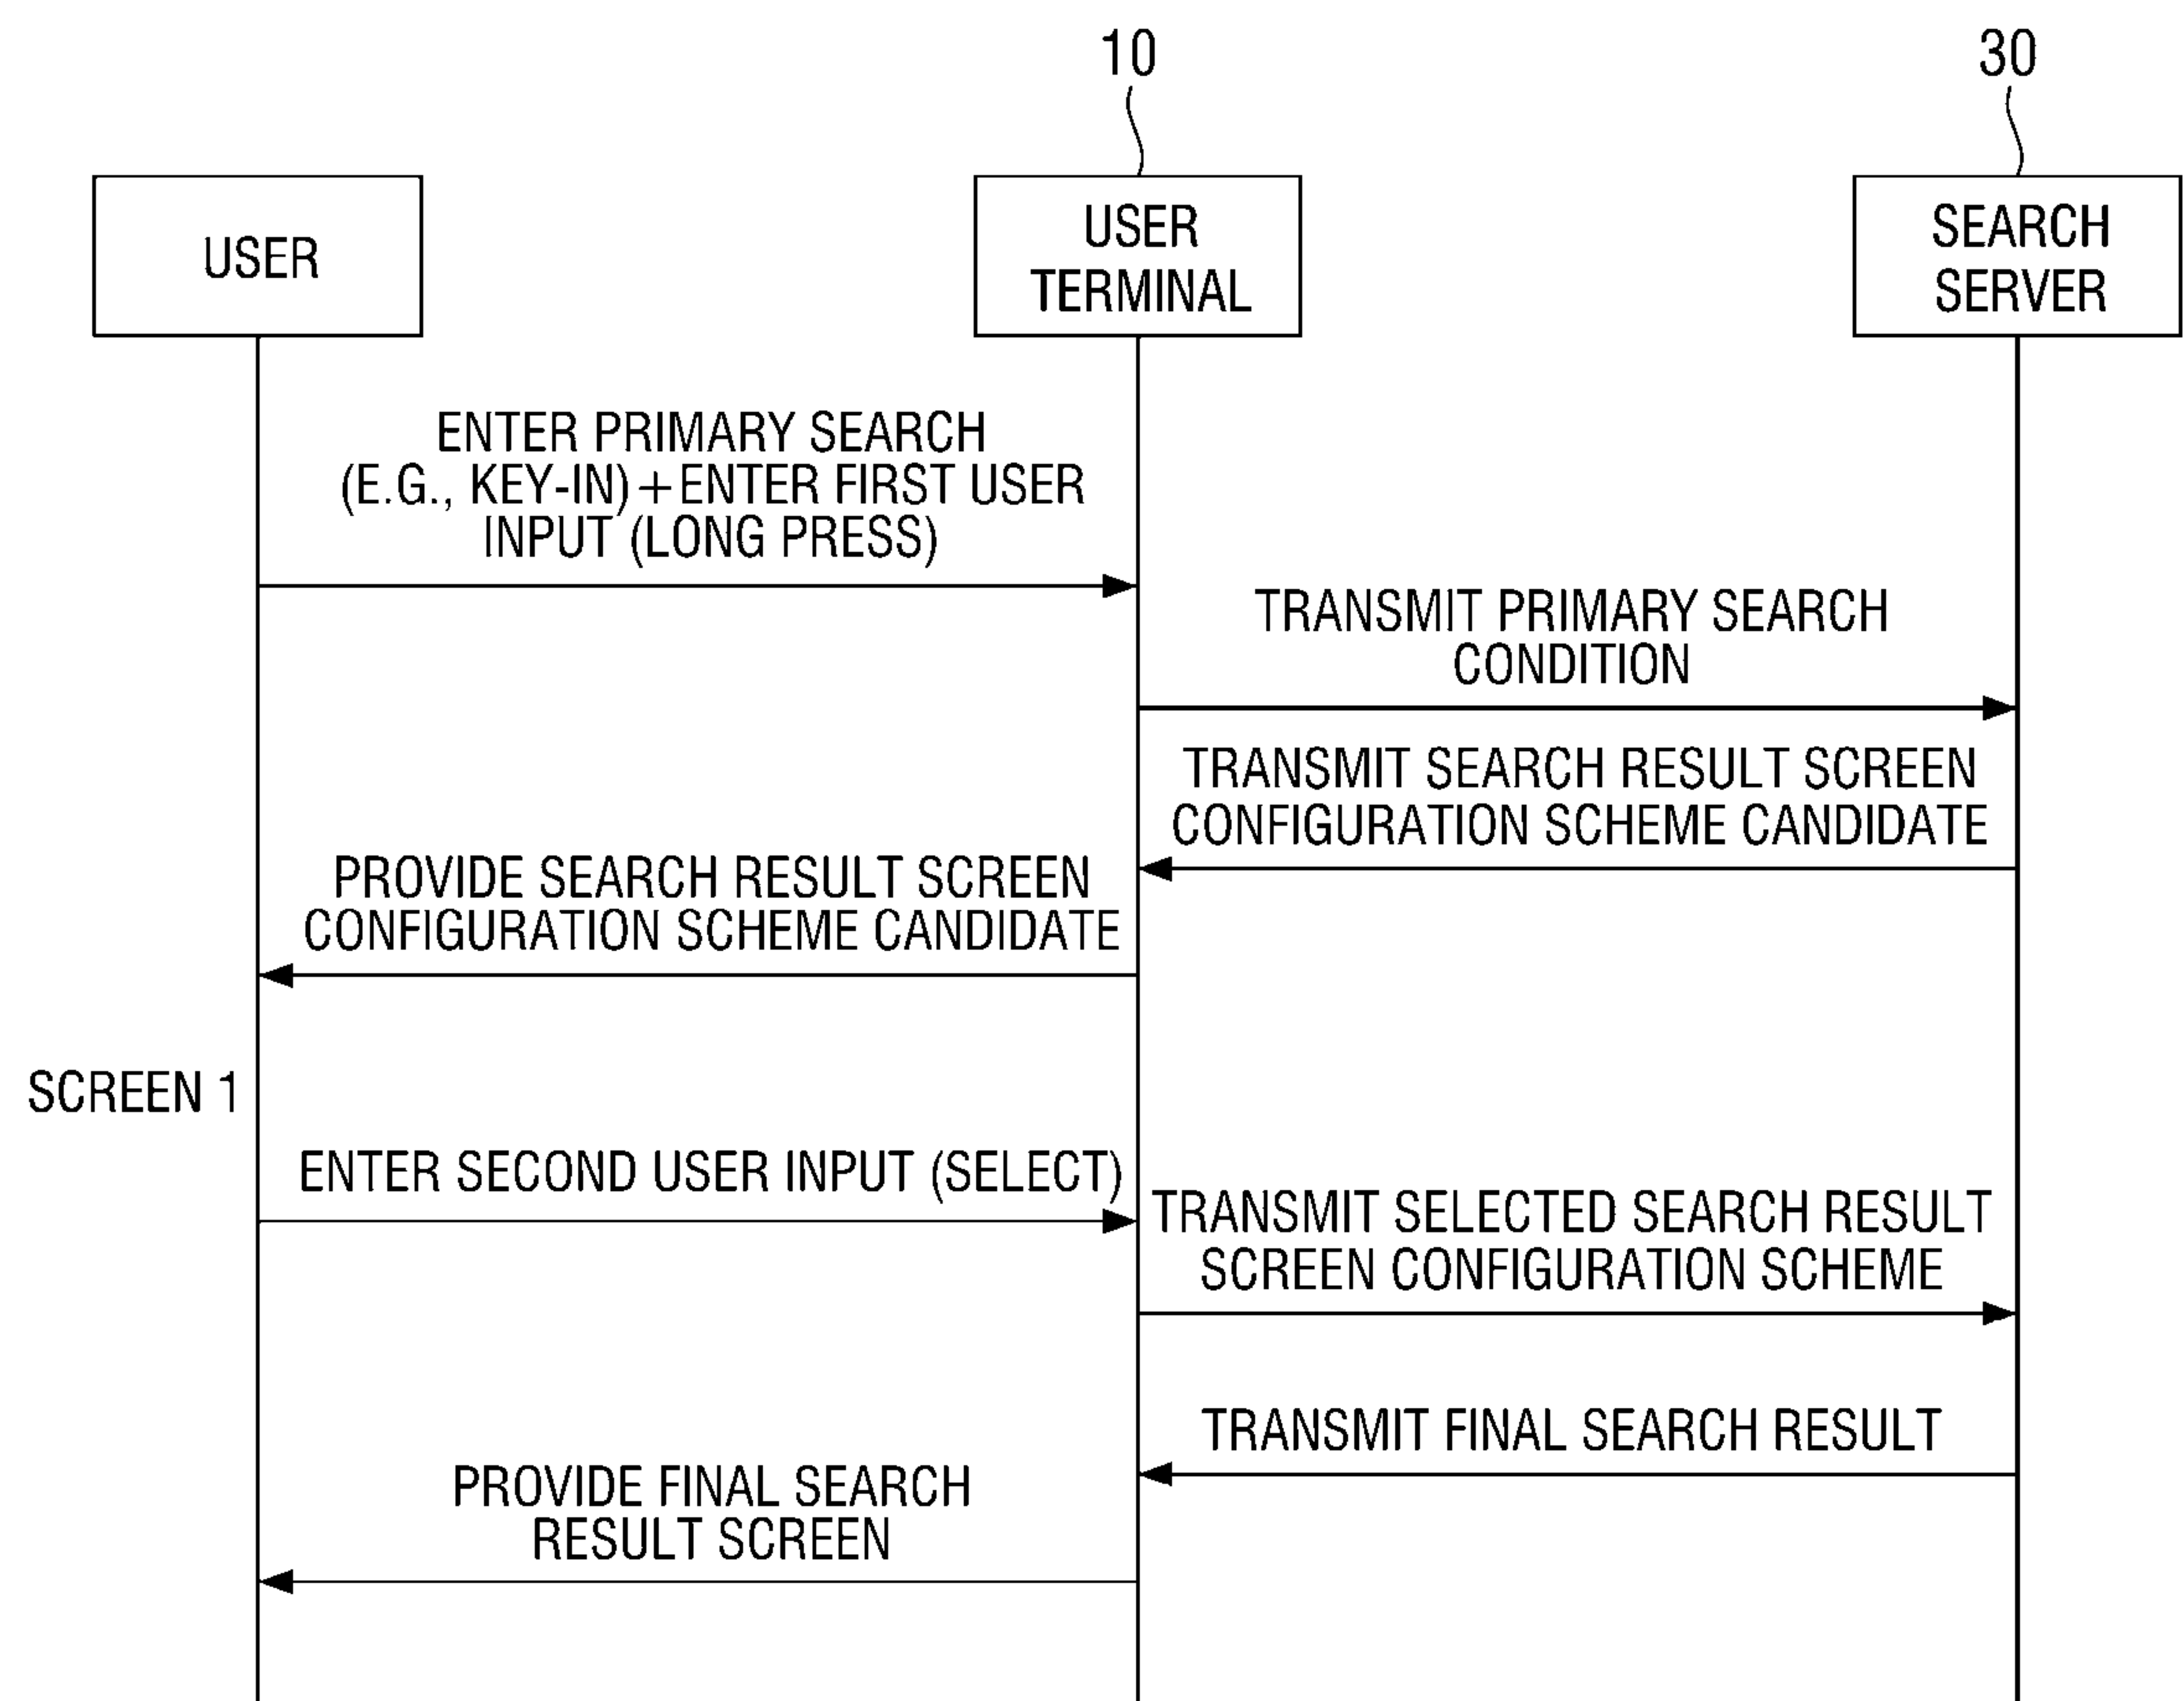 10
30
USER
USER
TERMINAL
SEARCH
SERVER
ENTER PRIMARY SEARCH
(E.G., KEY-IN)+ENTER FIRST USER
INPUT (LONG PRESS)
TRANSMIT PRIMARY SEARCH
CONDITION
TRANSMIT SEARCH RESULT SCREEN
CONFIGURATION SCHEME CANDIDATE
PROVIDE SEARCH RESULT SCREEN
CONFIGURATION SCHEME CANDIDATE
SCREEN 1
ENTER SECOND USER INPUT (SELECT)
TRANSMIT SELECTED SEARCH RESULT
SCREEN CONFIGURATION SCHEME
TRANSMIT FINAL SEARCH RESULT
PROVIDE FINAL SEARCH
RESULT SCREEN